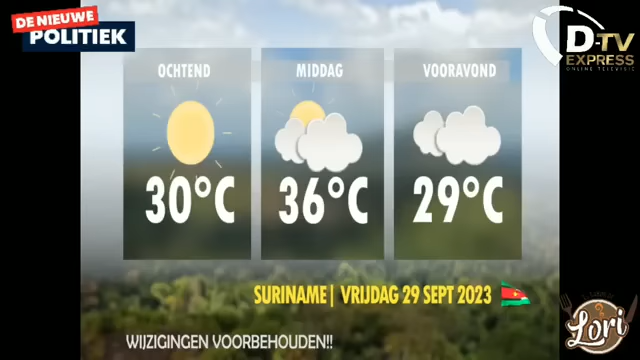 DE NIEUWE
POLITIEK
D-TV
EXPRESS
ONLINE TELEVISIE
OCHTEND
MIDDAG
VOORAVOND
30°C
36°C
29°C
SURINAME| VRIJDAG 29 SEPT 2023
WIJZIGINGEN VOORBEHOUDEN!!
Lori